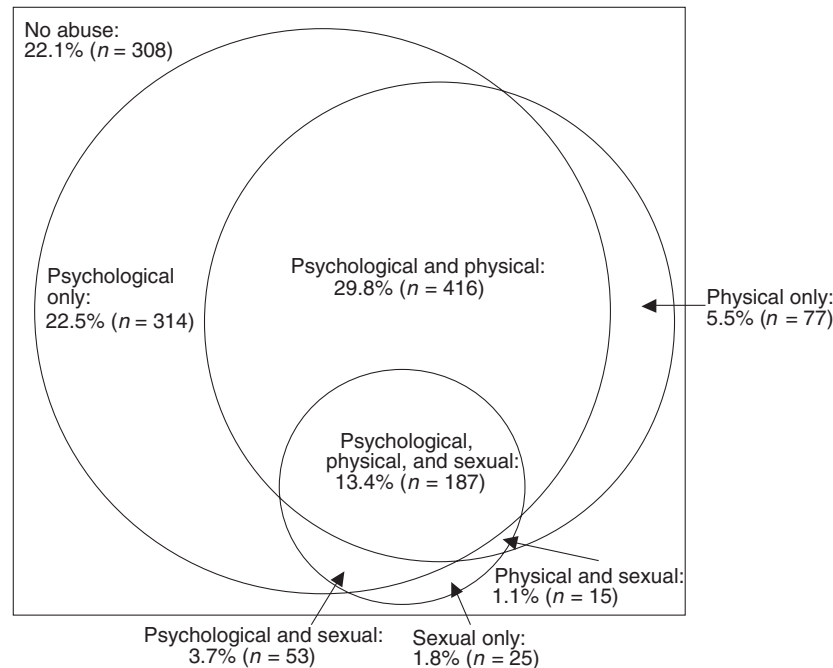 No abuse:
22.1% (n = 308)
Psychological
only:
22.5% (n = 314)
Psychological and physical:
29.8% (n = 416)
Physical only:
5.5% (n = 77)
Psychological,
physical, and sexual:
13.4% (n = 187)
Physical and sexual:
1.1% (n = 15)
Psychological and sexual:
3.7% (n = 53)
Sexual only:
1.8% (n = 25)